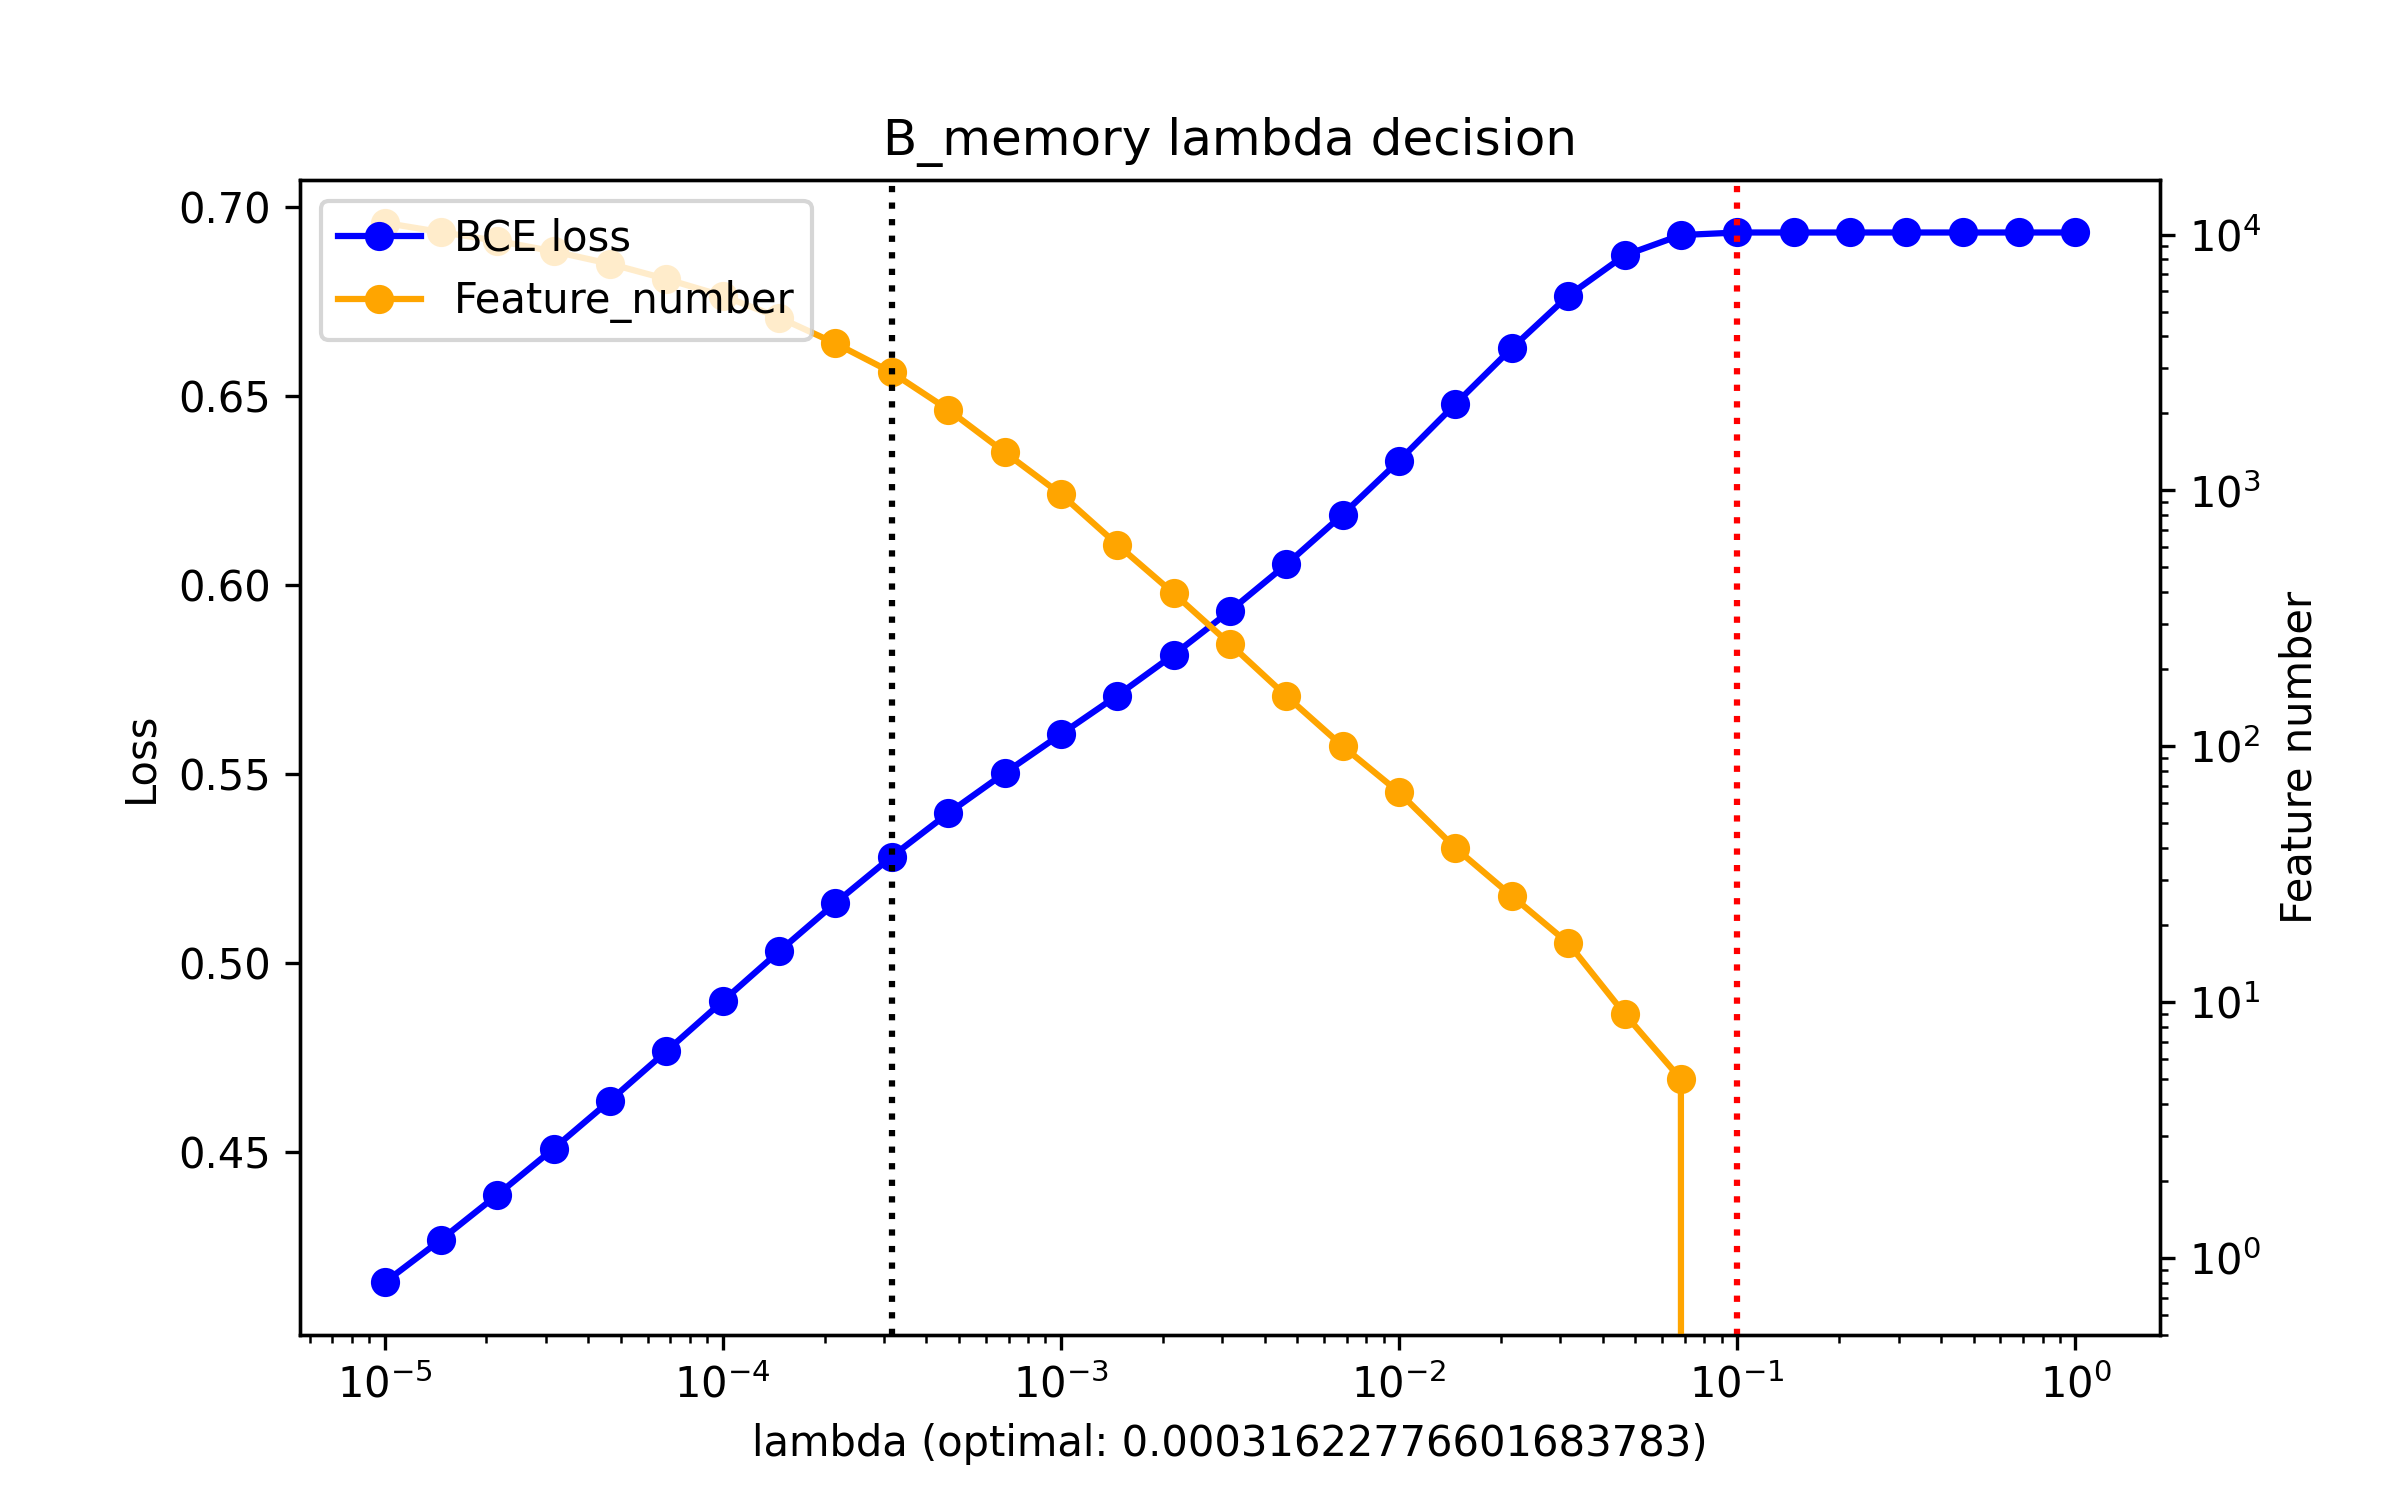 B_memory lambda decision
BCE loss
Feature_number
0.70
0.65
0.60
0.55
0.50
0.45
Loss
10⁴
10³
10²
10¹
10⁰
Feature number
10⁻⁵ 10⁻⁴ 10⁻³ 10⁻² 10⁻¹ 10⁰
lambda (optimal: 0.00031622776601683783)